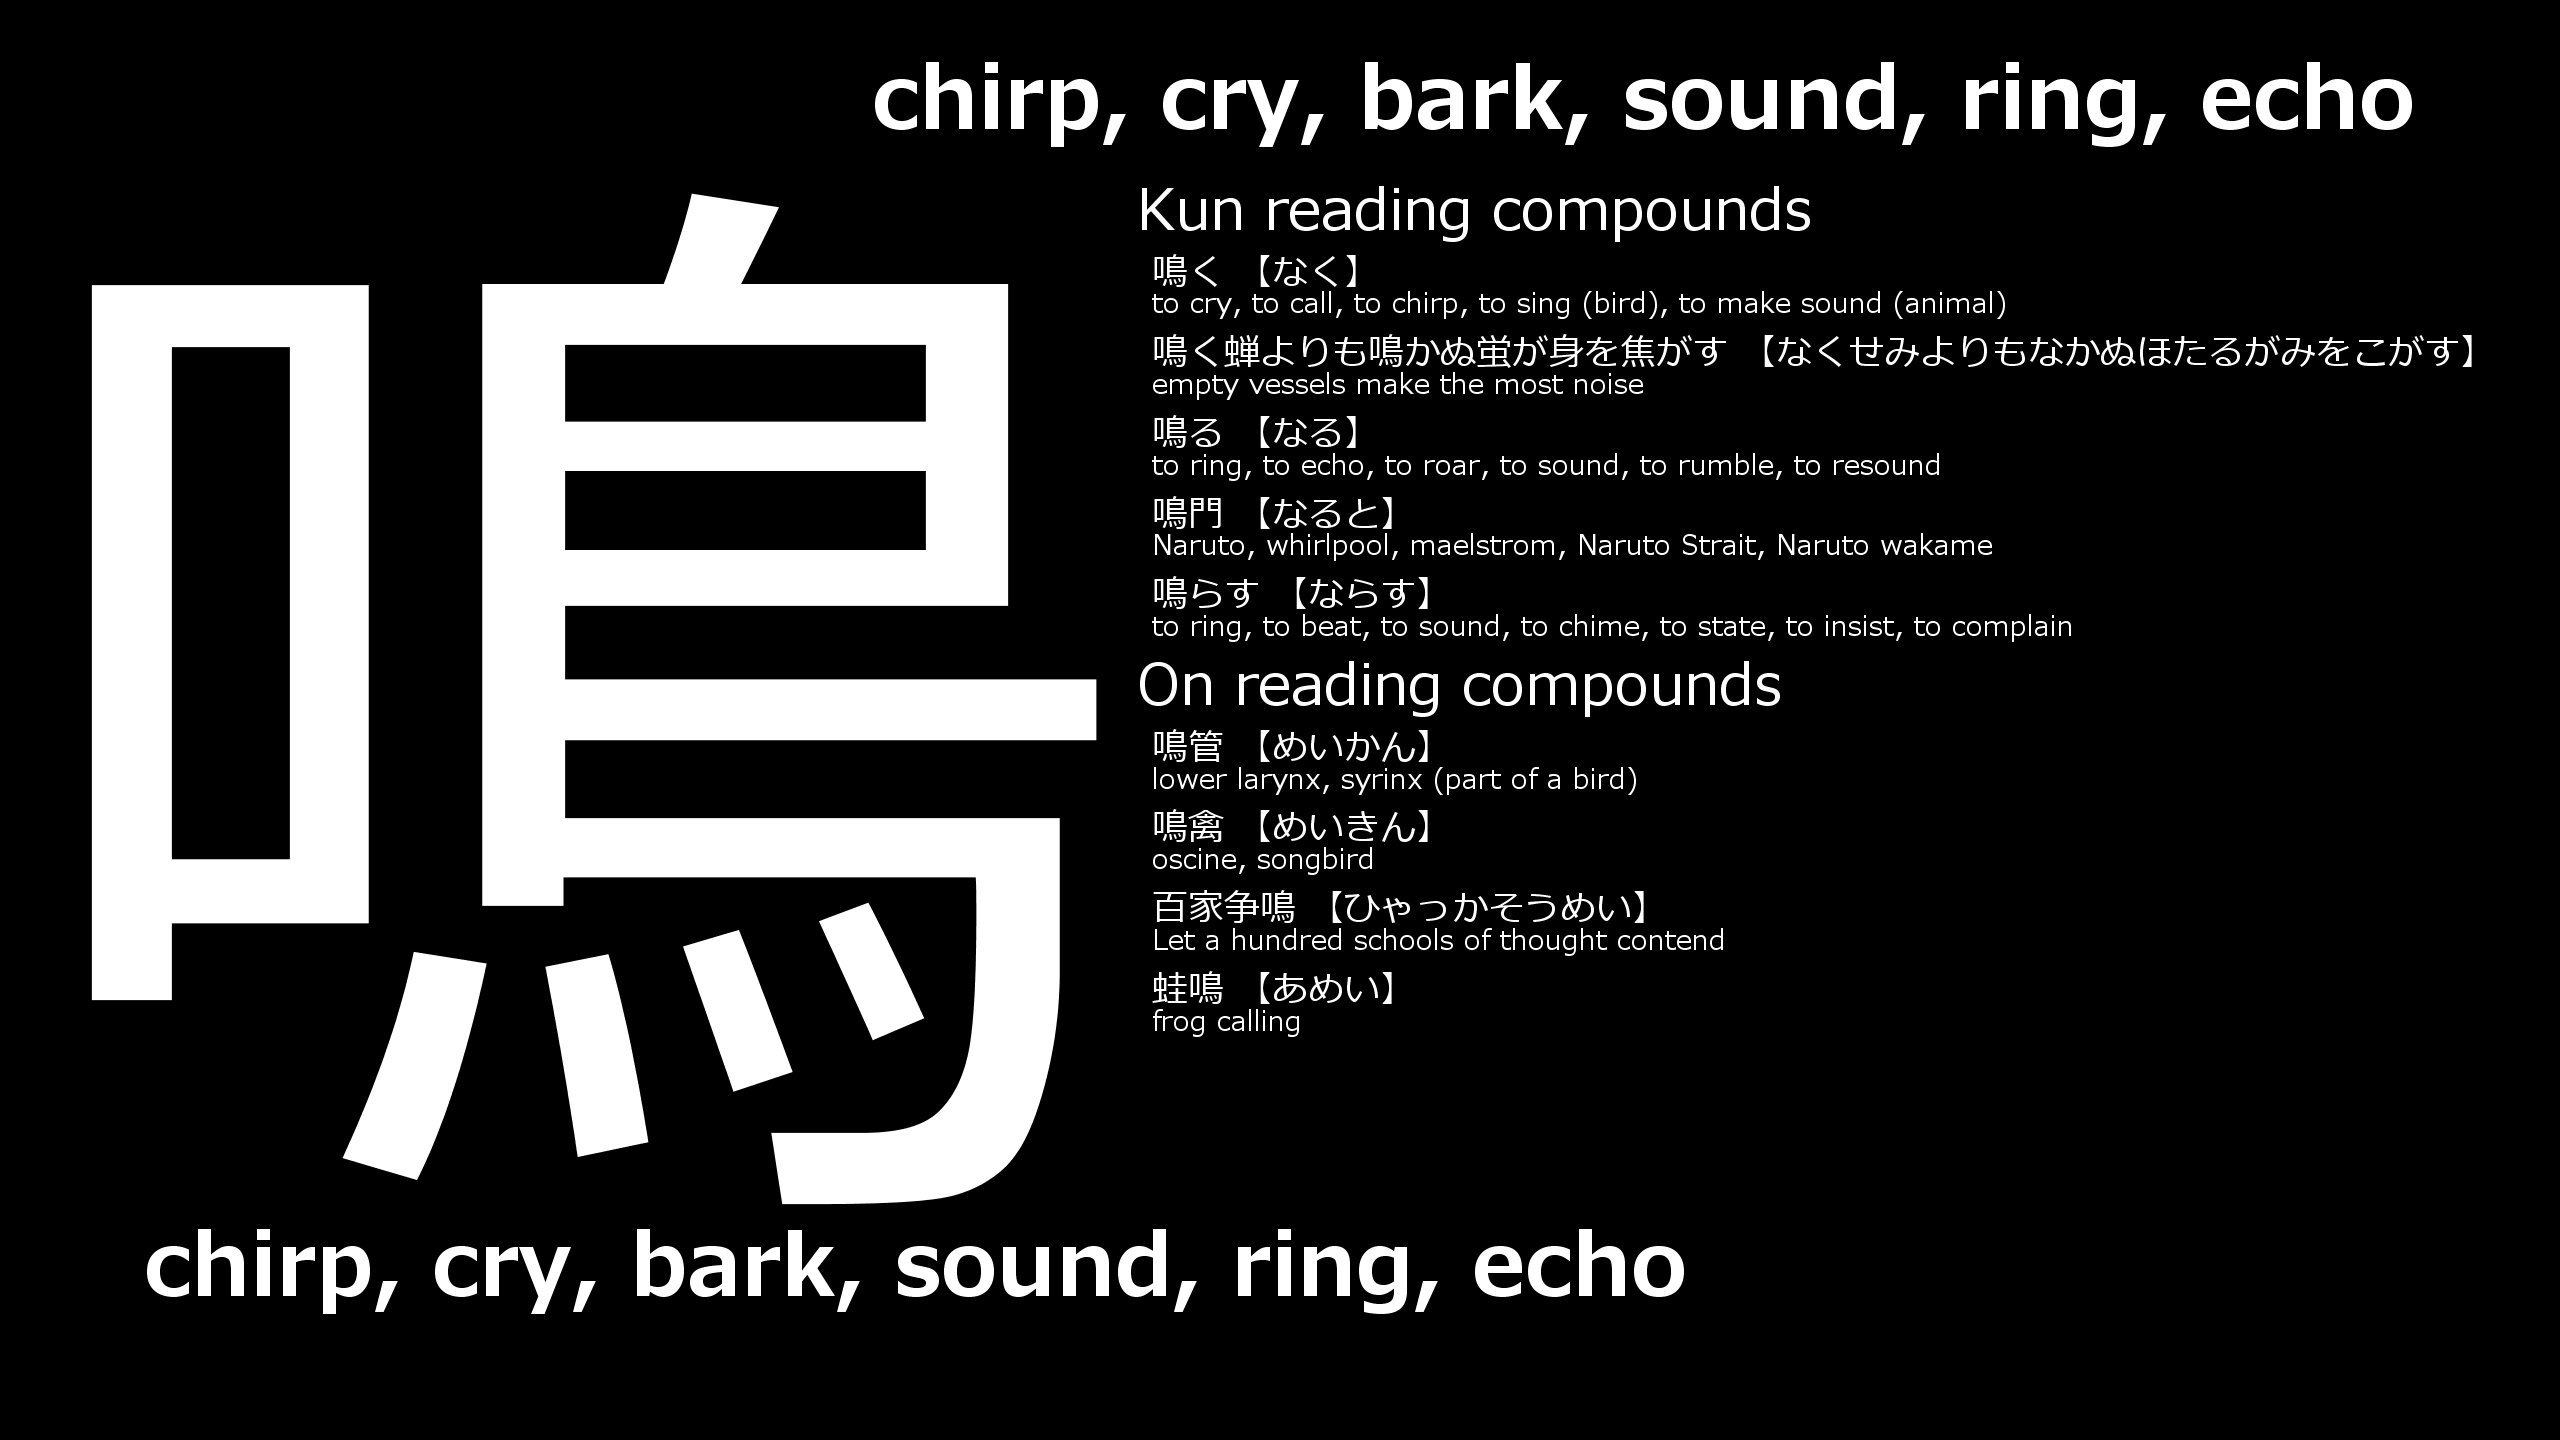 chirp, cry, bark, sound, ring, echo
鳴
Kun reading compounds
鳴く 【なく】
to cry, to call, to chirp, to sing (bird), to make sound (animal)
鳴く蝉よりも鳴かぬ蛍が身を焦がす 【なくせみよりもなかぬほたるがみをこがす】
empty vessels make the most noise
鳴る 【なる】
to ring, to echo, to roar, to sound, to rumble, to resound
鳴門 【なると】
Naruto, whirlpool, maelstrom, Naruto Strait, Naruto wakame
鳴らす 【ならす】
to ring, to beat, to sound, to chime, to state, to insist, to complain
On reading compounds
鳴管 【めいかん】
lower larynx, syrinx (part of a bird)
鳴禽 【めいきん】
oscine, songbird
百家争鳴 【ひゃっかそうめい】
Let a hundred schools of thought contend
蛙鳴 【あめい】
frog calling
chirp, cry, bark, sound, ring, echo